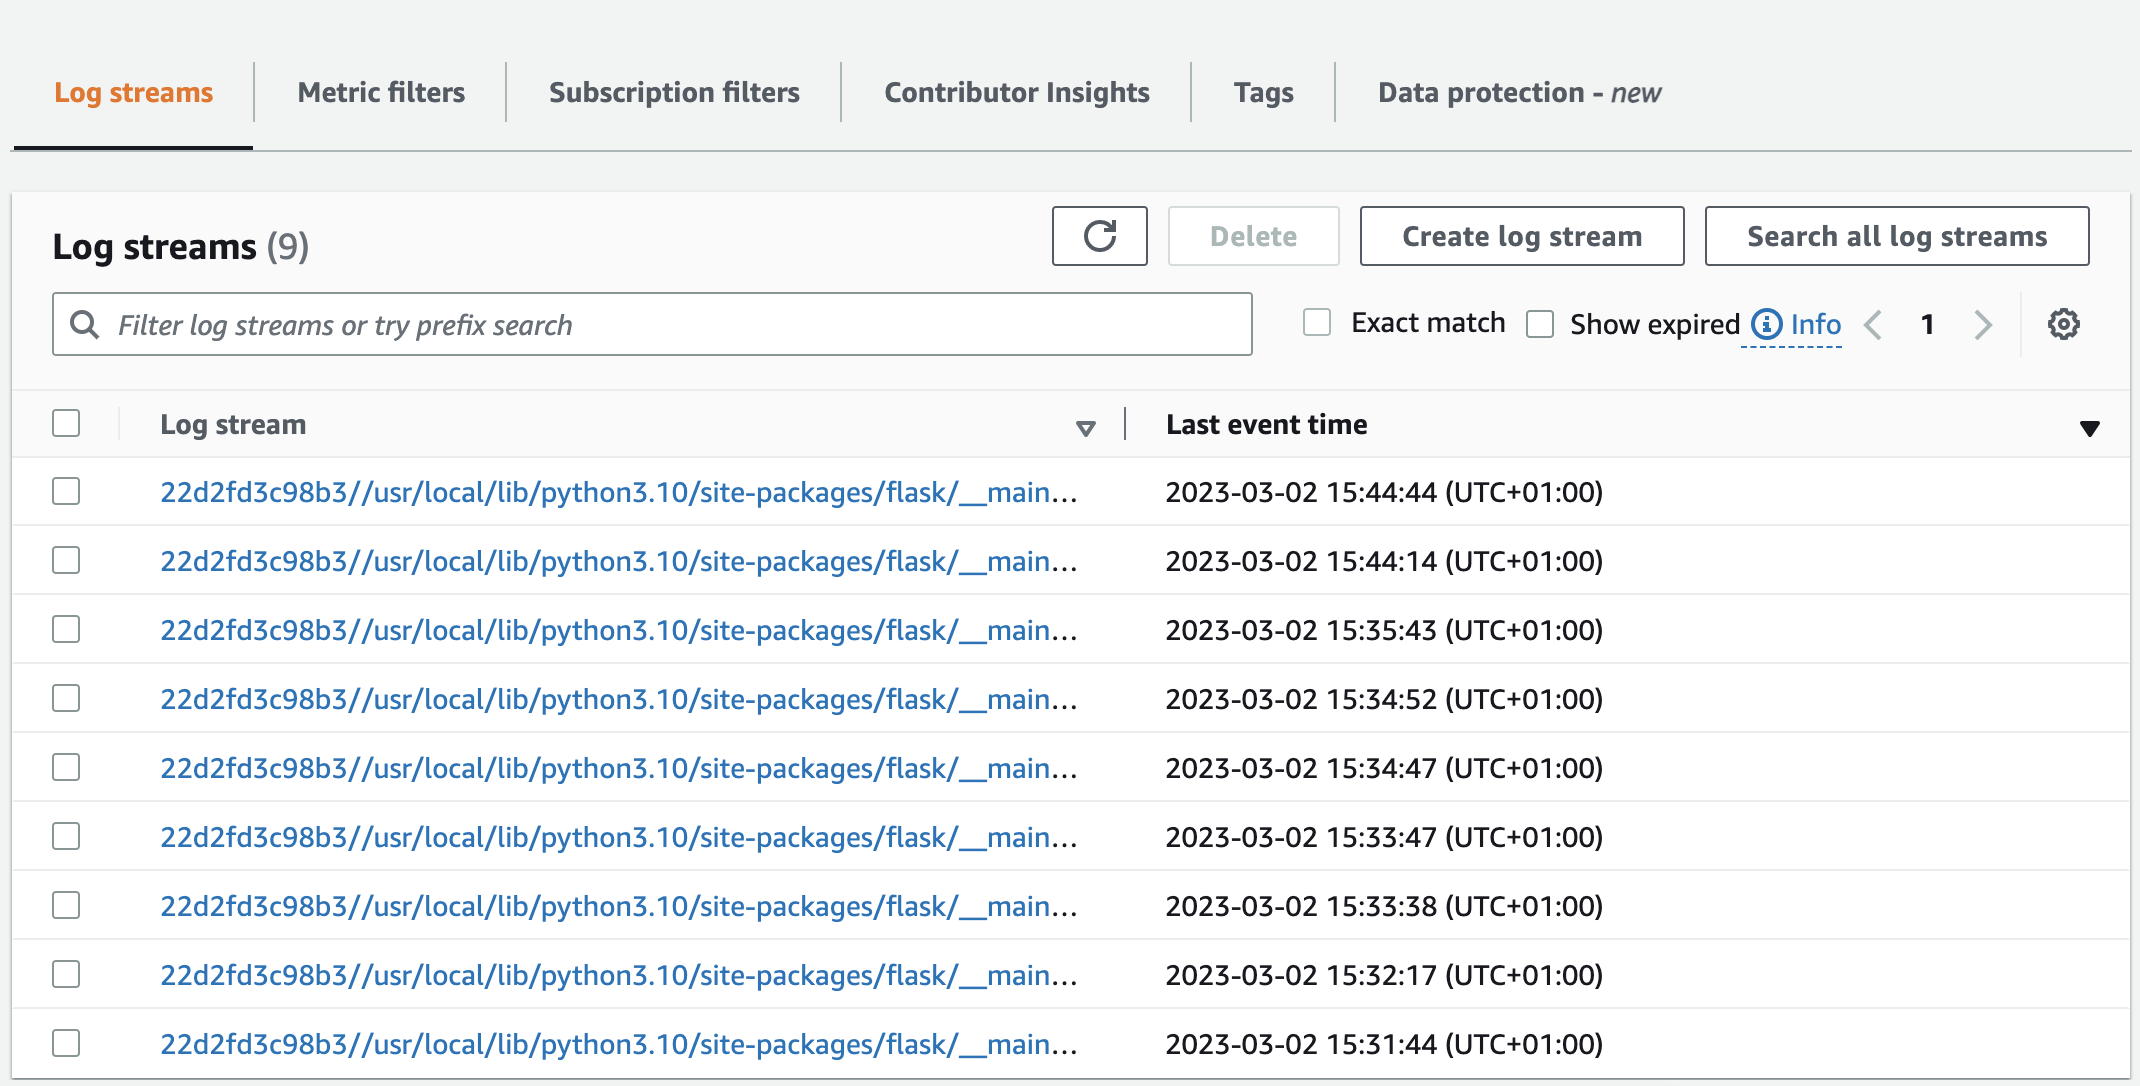 Log streams Metric filters Subscription filters Contributor Insights Tags Data protection - new
Log streams (9) Delete Create log stream Search all log streams
Filter log streams or try prefix search Exact match Show expired Info 1
Log stream Last event time
22d2fd3c98b3//usr/local/lib/python3.10/site-packages/flask/__main... 2023-03-02 15:44:44 (UTC+01:00)
22d2fd3c98b3//usr/local/lib/python3.10/site-packages/flask/__main... 2023-03-02 15:44:14 (UTC+01:00)
22d2fd3c98b3//usr/local/lib/python3.10/site-packages/flask/__main... 2023-03-02 15:35:43 (UTC+01:00)
22d2fd3c98b3//usr/local/lib/python3.10/site-packages/flask/__main... 2023-03-02 15:34:52 (UTC+01:00)
22d2fd3c98b3//usr/local/lib/python3.10/site-packages/flask/__main... 2023-03-02 15:34:47 (UTC+01:00)
22d2fd3c98b3//usr/local/lib/python3.10/site-packages/flask/__main... 2023-03-02 15:33:47 (UTC+01:00)
22d2fd3c98b3//usr/local/lib/python3.10/site-packages/flask/__main... 2023-03-02 15:33:38 (UTC+01:00)
22d2fd3c98b3//usr/local/lib/python3.10/site-packages/flask/__main... 2023-03-02 15:32:17 (UTC+01:00)
22d2fd3c98b3//usr/local/lib/python3.10/site-packages/flask/__main... 2023-03-02 15:31:44 (UTC+01:00)